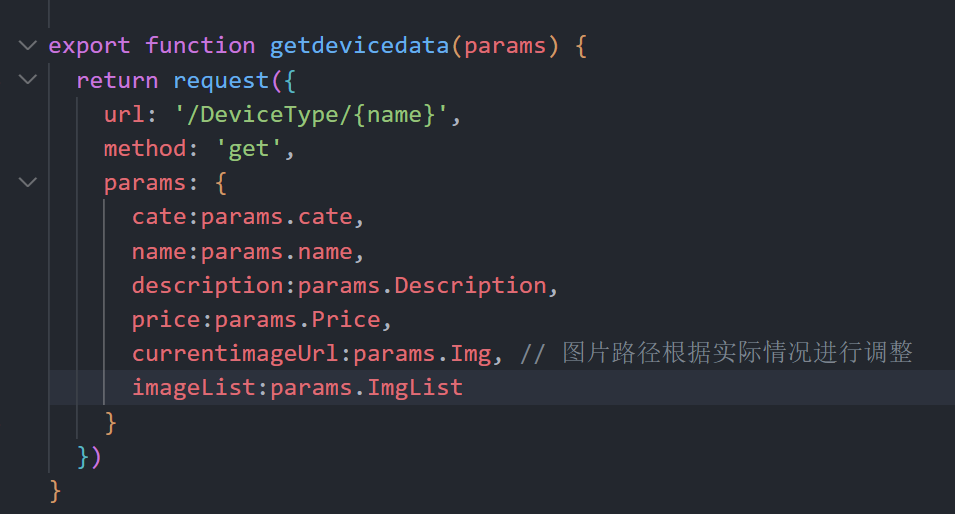 export function getdevicedata(params) {
return request({
url: '/DeviceType/{name}',
method: 'get',
params: {
cate:params.cate,
name:params.name,
description:params.Description,
price:params.Price,
currentimageUrl:params.Img, // 图片路径根据实际情况进行调整
imageList:params.ImgList
}
})
}